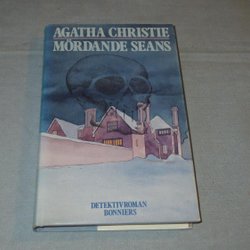 AGATHA CHRISTIE
MÖRDANDE SEANS
DETEKTIVROMAN
BONNIERS